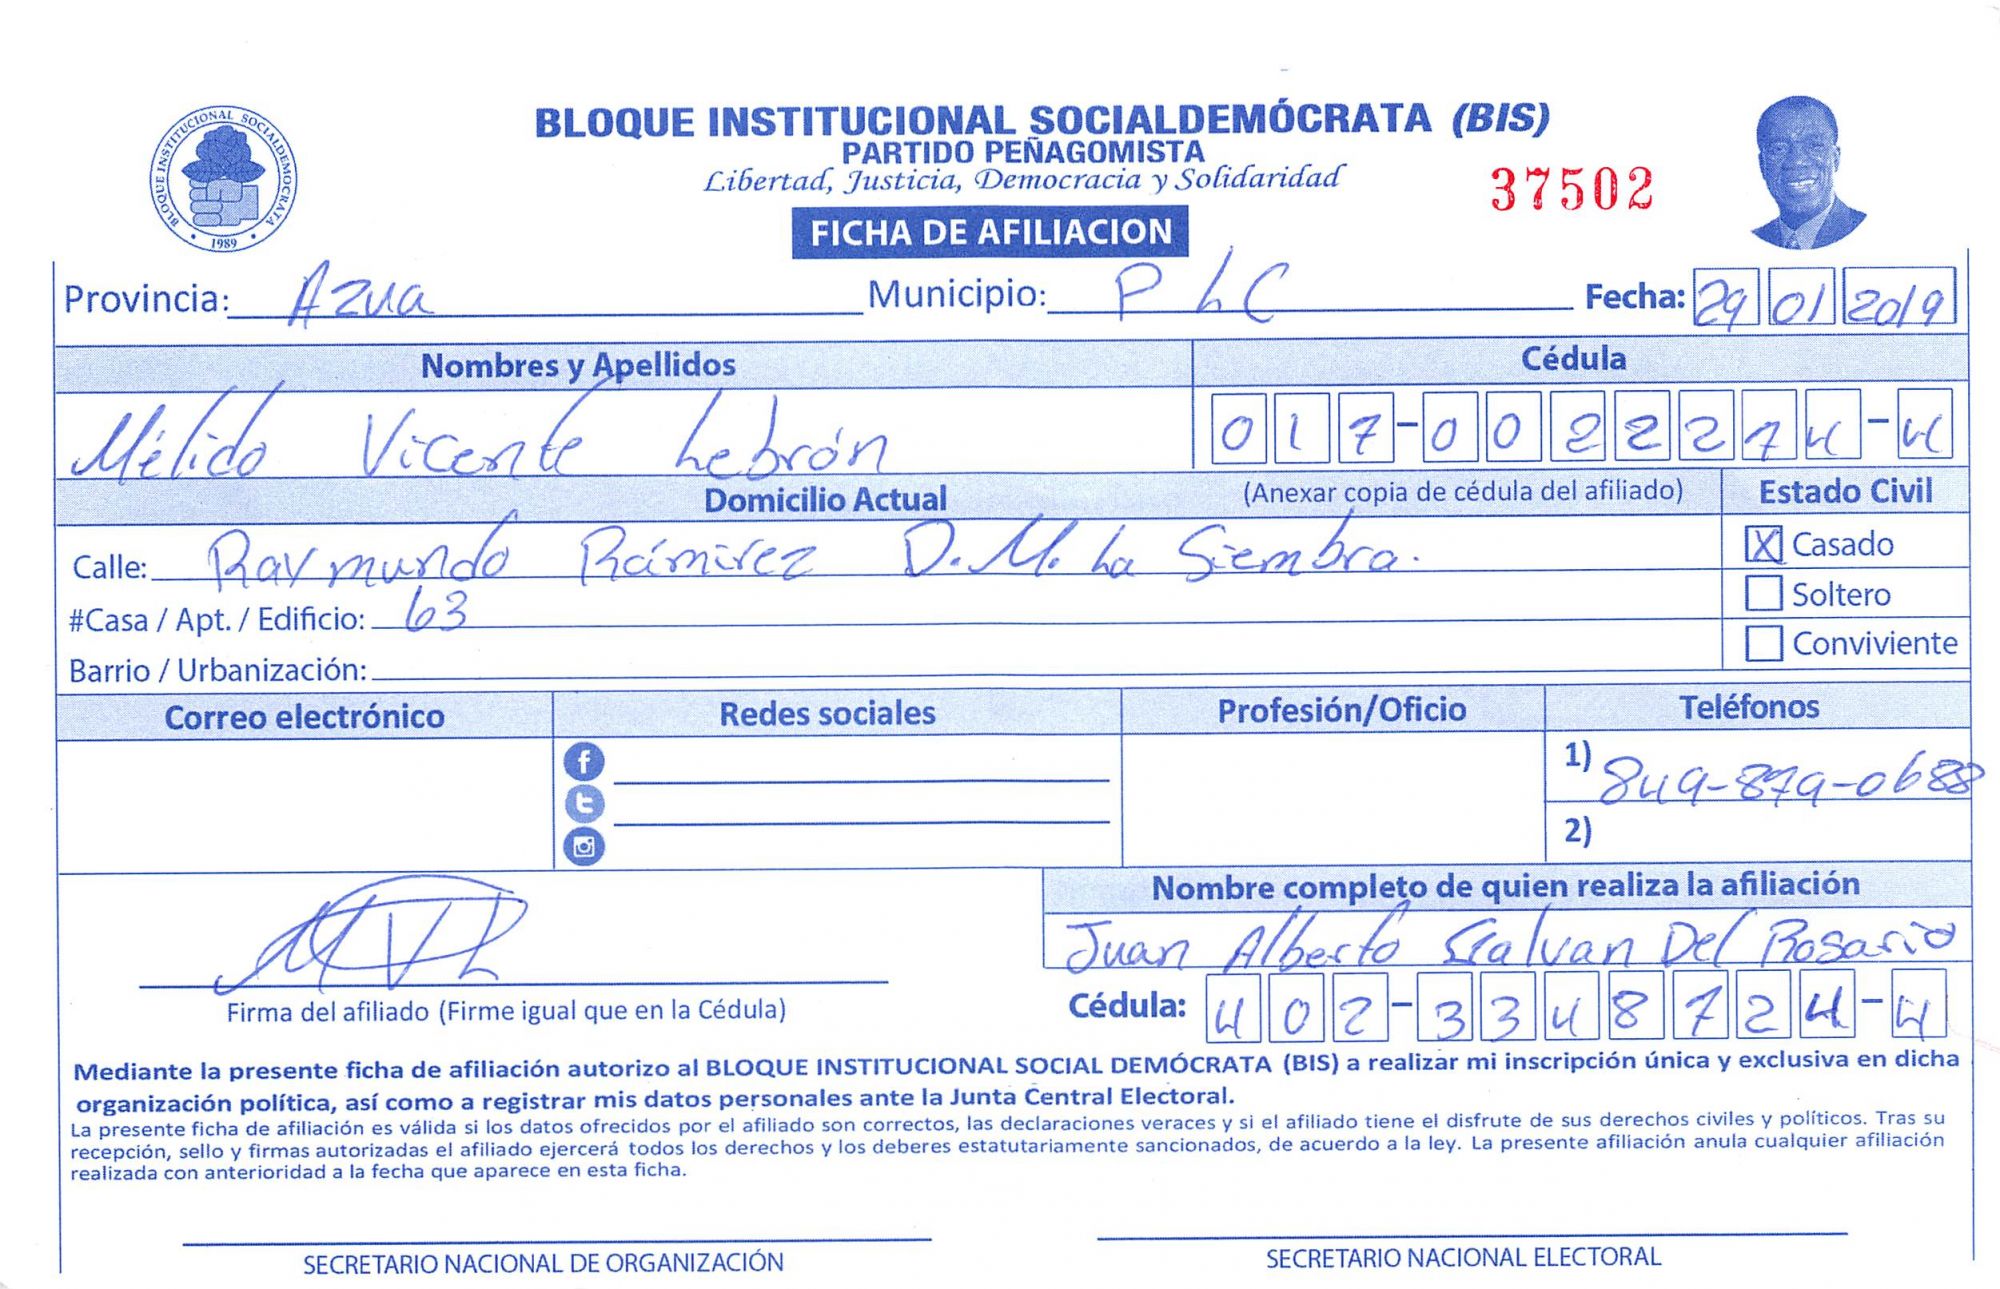 BLOQUE INSTITUCIONAL SOCIALDEMÓCRATA (BIS)
PARTIDO PEÑAGOMISTA
Libertad, Justicia, Democracia y Solidaridad
37502
BLOQUE INSTITUCIONAL SOCIALDEMOCRATA
1989
FICHA DE AFILIACION
Provincia: Azua Municipio: P L C Fecha: 29 01 2019
Nombres y Apellidos Cédula
Mélido Vicente Lebrón 017-0022274-4
Domicilio Actual (Anexar copia de cédula del afiliado) Estado Civil
Calle: Raymundo Rámirez D.M. La Siembra. X Casado
#Casa / Apt. / Edificio: 63 Soltero
Barrio / Urbanización: Conviviente
Correo electrónico Redes sociales Profesión/Oficio Teléfonos
1) 849-879-0688
2)
Nombre completo de quien realiza la afiliación
Juan Alberto Galvan Del Rosario
MVL
Firma del afiliado (Firme igual que en la Cédula) Cédula: 402-3348724-4
Mediante la presente ficha de afiliación autorizo al BLOQUE INSTITUCIONAL SOCIAL DEMÓCRATA (BIS) a realizar mi inscripción única y exclusiva en dicha
organización política, así como a registrar mis datos personales ante la Junta Central Electoral.
La presente ficha de afiliación es válida si los datos ofrecidos por el afiliado son correctos, las declaraciones veraces y si el afiliado tiene el disfrute de sus derechos civiles y políticos. Tras su
recepción, sello y firmas autorizadas el afiliado ejercerá todos los derechos y los deberes estatutariamente sancionados, de acuerdo a la ley. La presente afiliación anula cualquier afiliación
realizada con anterioridad a la fecha que aparece en esta ficha.
SECRETARIO NACIONAL DE ORGANIZACIÓN SECRETARIO NACIONAL ELECTORAL